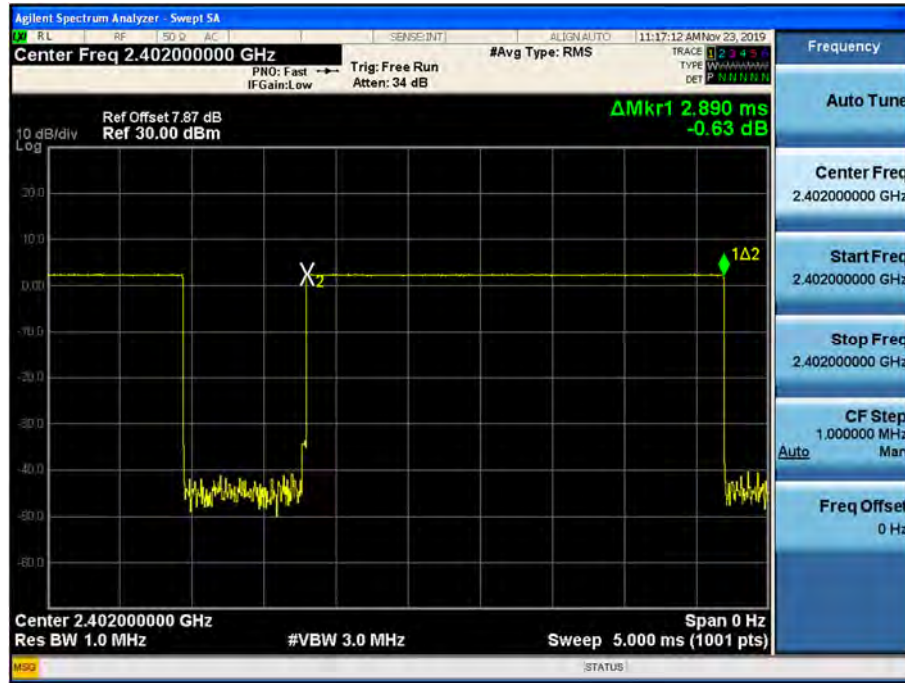 Agilent Spectrum Analyzer - Swept SA
LXI RL RF 50 Ω AC SENSE:INT ALIGN AUTO 11:17:12 AM Nov 23, 2019
Center Freq 2.402000000 GHz
#Avg Type: RMS
TRACE 1 2 3 4 5 6
PNO: Fast
Trig: Free Run
TYPE
IFGain:Low
Atten: 34 dB
DET P N N N N N
ΔMkr1 2.890 ms
-0.63 dB
Ref Offset 7.87 dB
10 dB/div Ref 30.00 dBm
Log
20.0
10.0
0.00
-10.0
-20.0
-30.0
-40.0
-50.0
-60.0
X2
1Δ2
Center 2.402000000 GHz
Span 0 Hz
Res BW 1.0 MHz
#VBW 3.0 MHz
Sweep 5.000 ms (1001 pts)
MSG
STATUS
Frequency
Auto Tune
Center Freq
2.402000000 GHz
Start Freq
2.402000000 GHz
Stop Freq
2.402000000 GHz
CF Step
1.000000 MHz
Auto Man
Freq Offset
0 Hz